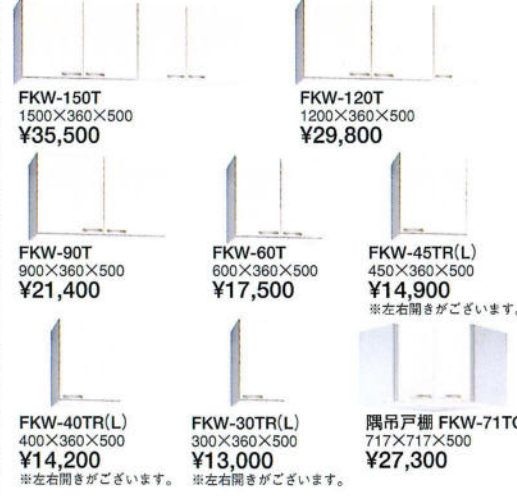 FKW-150T
1500×360×500
¥35,500
FKW-120T
1200×360×500
¥29,800
FKW-90T
900×360×500
¥21,400
FKW-60T
600×360×500
¥17,500
FKW-45TR(L)
450×360×500
¥14,900
※左右開きがございます。
FKW-40TR(L)
400×360×500
¥14,200
※左右開きがございます。
FKW-30TR(L)
300×360×500
¥13,000
※左右開きがございます。
隅吊戸棚 FKW-71TC
717×717×500
¥27,300